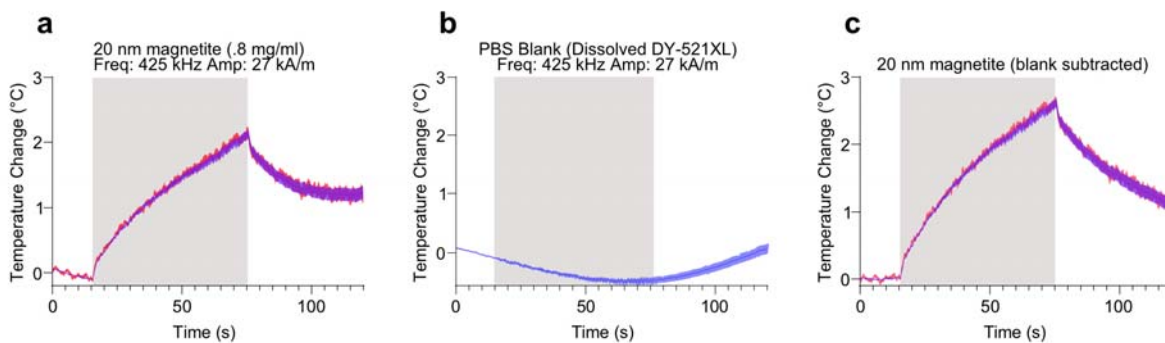 a
20 nm magnetite (.8 mg/ml)
Freq: 425 kHz Amp: 27 kA/m
3
2
1
0
Temperature Change (°C)
0
50
100
Time (s)
b
PBS Blank (Dissolved DY-521XL)
Freq: 425 kHz Amp: 27 kA/m
3
2
1
0
Temperature Change (°C)
0
50
100
Time (s)
c
20 nm magnetite (blank subtracted)
3
2
1
0
Temperature Change (°C)
0
50
100
Time (s)